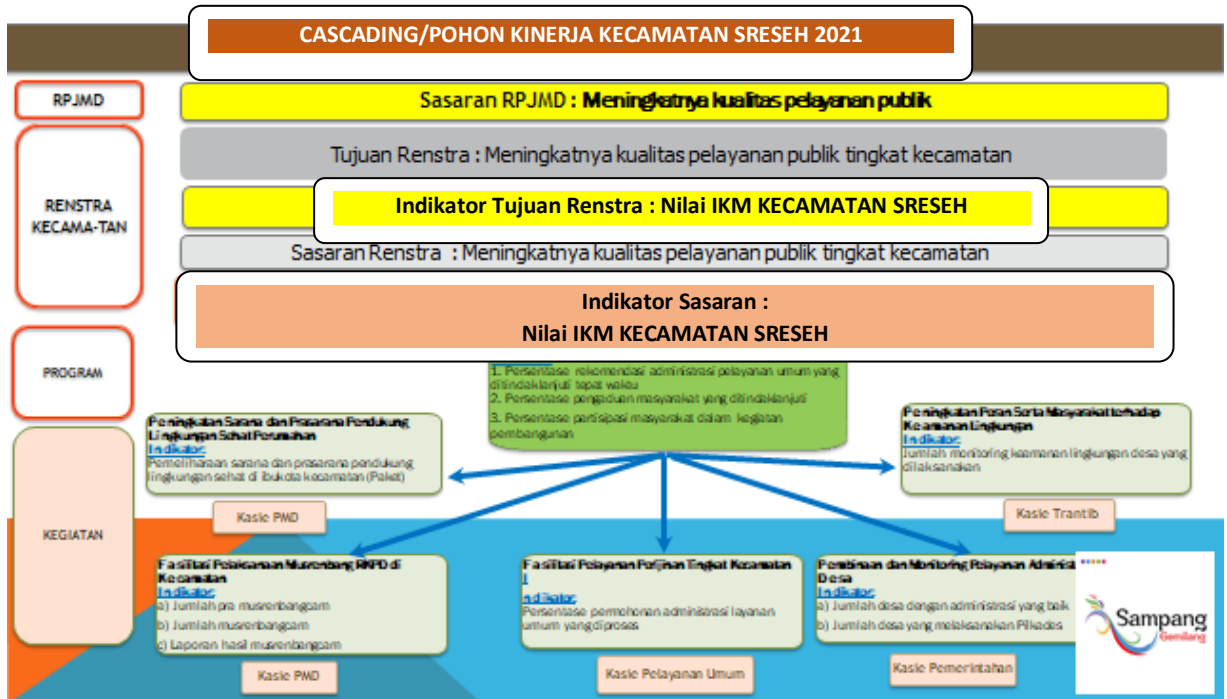 CASCADING/POHON KINERJA KECAMATAN SRESEH 2021
RPJMD
Sasaran RPJMD : Meningkatnya kualitas pelayanan publik
RENSTRA
KECAMA-TAN
Tujuan Renstra : Meningkatnya kualitas pelayanan publik tingkat kecamatan
Indikator Tujuan Renstra : Nilai IKM KECAMATAN SRESEH
Sasaran Renstra : Meningkatnya kualitas pelayanan publik tingkat kecamatan
Indikator Sasaran :
Nilai IKM KECAMATAN SRESEH
PROGRAM
1. Persentase rekomendasi administrasi pelayanan umum yang
ditindaklanjuti tepat waktu
2. Persentase pengaduan masyarakat yang ditindaklanjuti
3. Persentase partisipasi masyarakat dalam kegiatan
pembangunan
KEGIATAN
Peningkatan Sarana dan Prasarana Pendukung
Lingkungan Sehat Perumahan
Indikator:
Pemeliharaan sarana dan prasarana pendukung
lingkungan sehat di ibukota kecamatan (Paket)
Kasie PMD
Peningkatan Peran Serta Masyarakat terhadap
Keamanan Lingkungan
Indikator:
Jumlah monitoring keamanan lingkungan desa yang
dilaksanakan
Kasie Trantib
Fasilitasi Pelaksanaan Musrenbang RKPD di
Kecamatan
Indikator:
a) Jumlah pra musrenbangcam
b) Jumlah musrenbangcam
c) Laporan hasil musrenbangcam
Kasie PMD
Fasilitasi Pelayanan Perijinan Tingkat Kecamatan
I
ndikator:
Persentase permohonan administrasi layanan
umum yang diproses
Kasie Pelayanan Umum
Pembinaan dan Monitoring Pelayanan Administ
Desa
Indikator:
a) Jumlah desa dengan administrasi yang baik
b) Jumlah desa yang melaksanakan Pilkades
Kasie Pemerintahan
Sampang
Gemilang